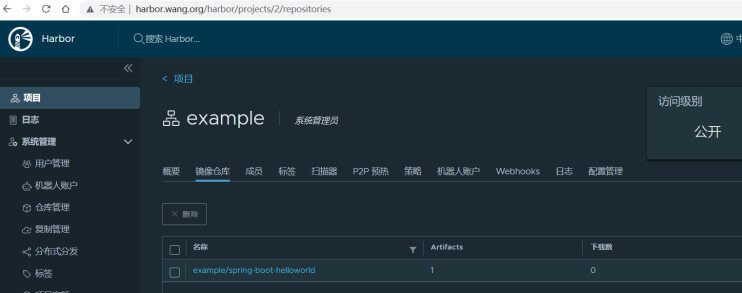 不安全 | harbor.wang.org/harbor/projects/2/repositories
Harbor
搜索 Harbor...
< 项目
项目
日志
系统管理
用户管理
机器人账户
仓库管理
复制管理
分布式分发
标签
example
系统管理员
访问级别
公开
概要 镜像仓库 成员 标签 扫描器 P2P 预热 策略 机器人账户 Webhooks 日志 配置管理
× 删除
名称 Artifacts 下载数
example/spring-boot-helloworld 1 0